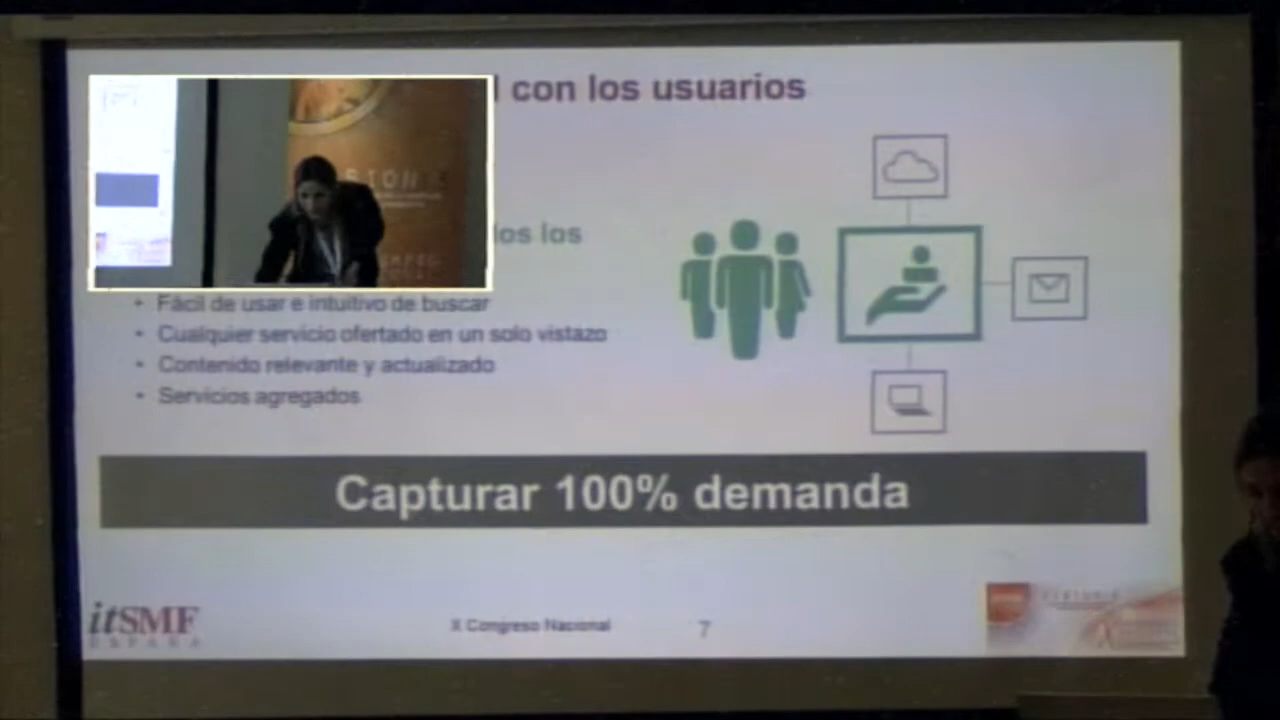 con los usuarios
los
• Fácil de usar e intuitivo de buscar
• Cualquier servicio ofertado en un solo vistazo
• Contenido relevante y actualizado
• Servicios agregados
Capturar 100% demanda
itSMF
ESPAÑA
X Congreso Nacional
7